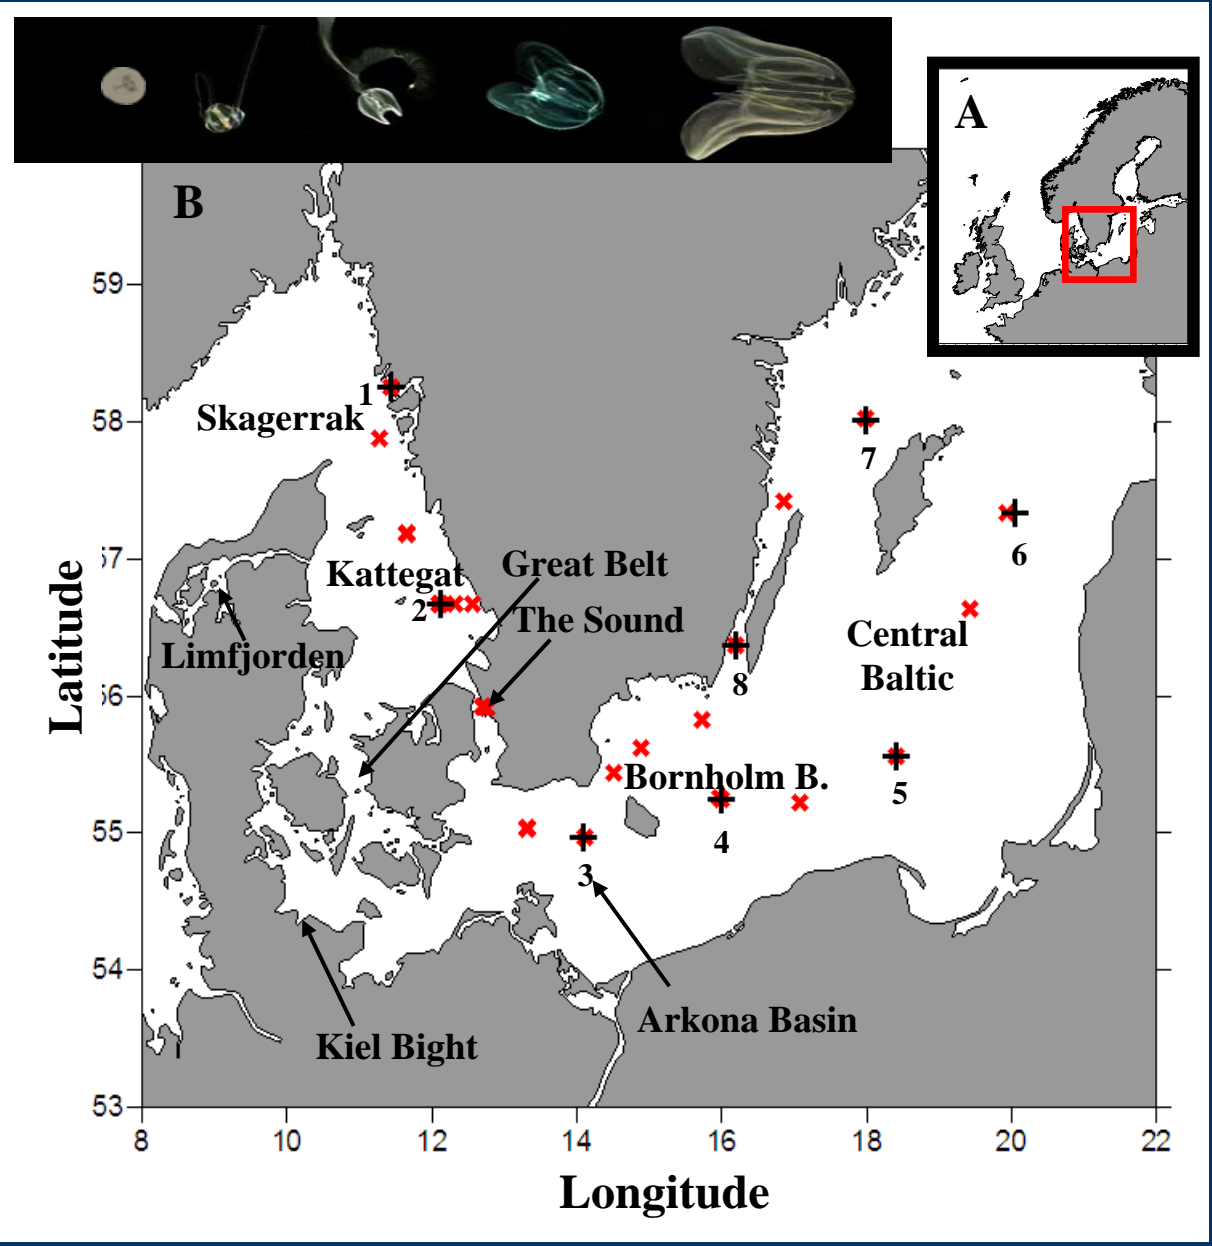 A
B
59
58
57
56
55
54
53
8
10
12
14
16
18
20
22
Latitude
Longitude
1
Skagerrak
7
6
Kattegat
2
Great Belt
The Sound
Limfjorden
Central
Baltic
8
Bornholm B.
5
4
3
Arkona Basin
Kiel Bight